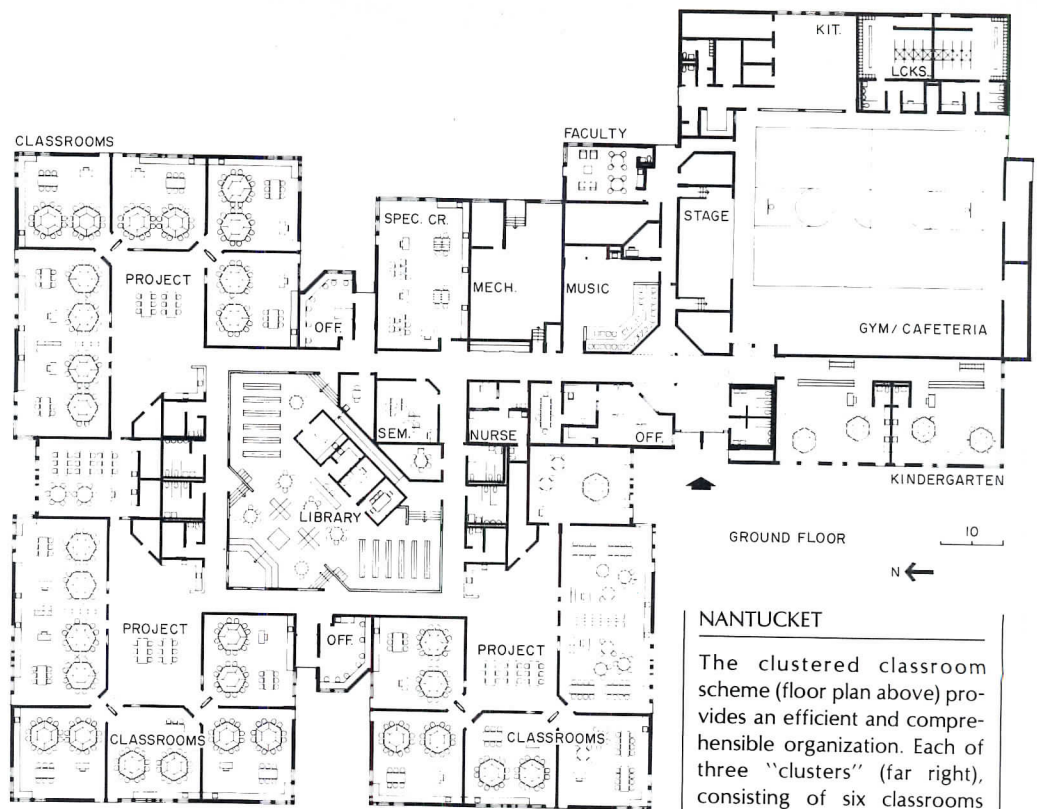 KIT.
LCKS.
CLASSROOMS
FACULTY
SPEC. CR.
STAGE
PROJECT
MECH.
MUSIC
OFF.
GYM/CAFETERIA
SEM.
NURSE
OFF.
KINDERGARTEN
LIBRARY
GROUND FLOOR
10
N
PROJECT
OFF.
PROJECT
CLASSROOMS
CLASSROOMS
NANTUCKET
The clustered classroom
scheme (floor plan above) pro-
vides an efficient and compre-
hensible organization. Each of
three "clusters" (far right),
consisting of six classrooms